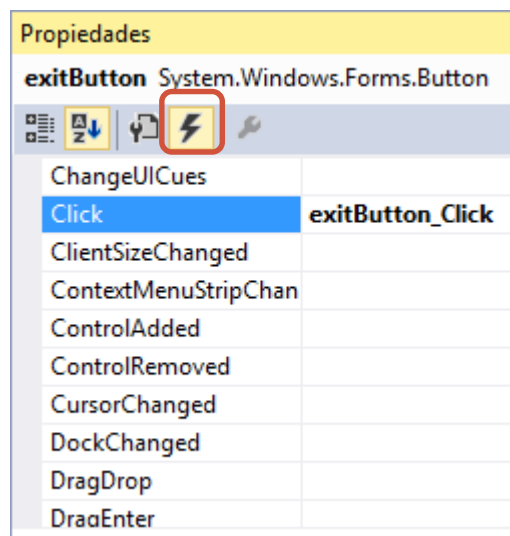 Propiedades
exitButton System.Windows.Forms.Button
A
Z
ChangeUICues
Click exitButton_Click
ClientSizeChanged
ContextMenuStripChan
ControlAdded
ControlRemoved
CursorChanged
DockChanged
DragDrop
DragEnter